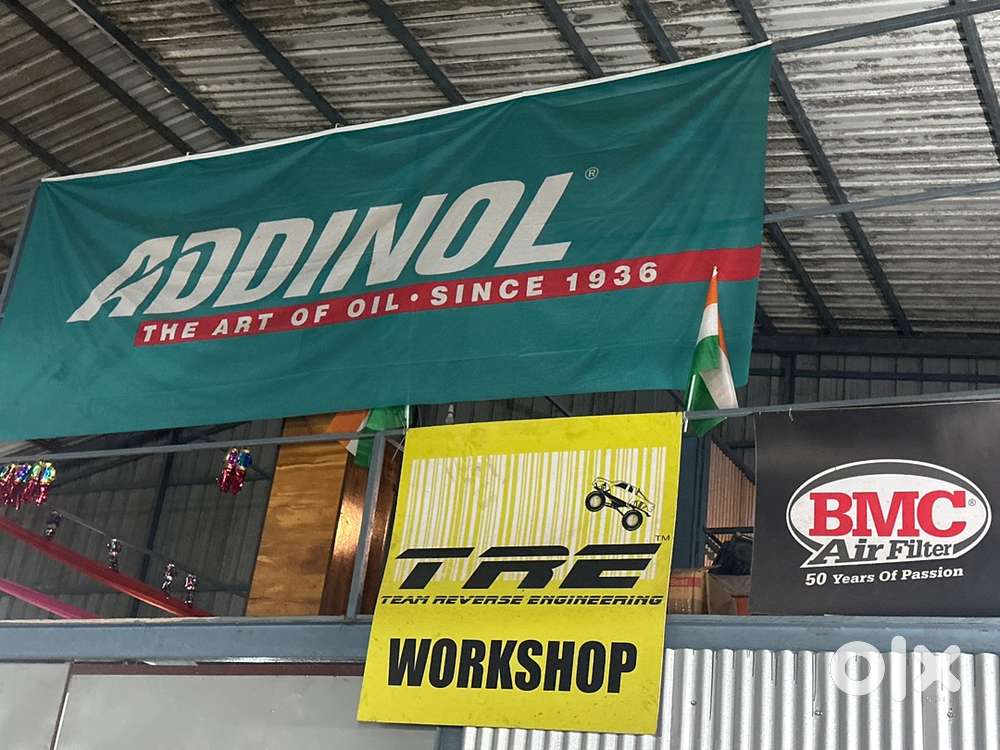 ADDINOL®
THE ART OF OIL · SINCE 1936
TRE™
TEAM REVERSE ENGINEERING
WORKSHOP
BMC®
Air Filter
50 Years Of Passion
olx